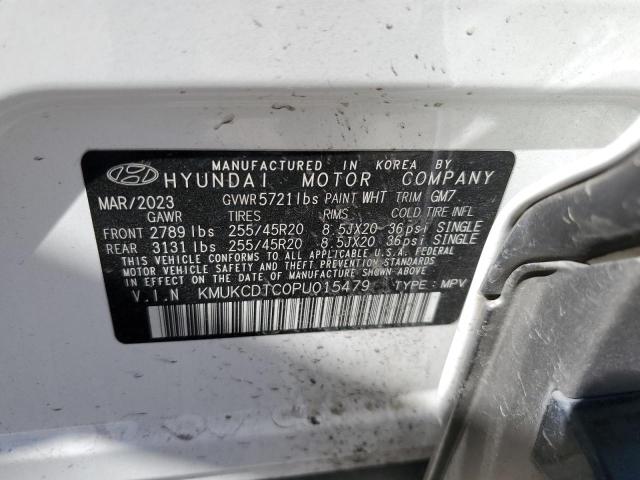 MANUFACTURED IN KOREA BY
HYUNDAI MOTOR COMPANY
MAR/2023 GVWR 5721 lbs PAINT WHT TRIM GM7
GAWR TIRES RIMS COLD TIRE INFL
FRONT 2789 lbs 255/45R20 8.5JX20 36psi SINGLE
REAR 3131 lbs 255/45R20 8.5JX20 36psi SINGLE
THIS VEHICLE CONFORMS TO ALL APPLICABLE U.S. FEDERAL
MOTOR VEHICLE SAFETY AND THEFT PREVENTION STANDARDS
IN EFFECT ON THE DATE OF MANUFACTURE SHOWN ABOVE.
V.I.N KMUKCDTC0PU015479 TYPE: MPV